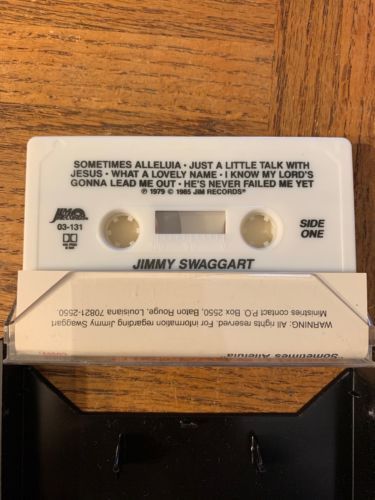 SOMETIMES ALLELUIA • JUST A LITTLE TALK WITH
JESUS • WHAT A LOVELY NAME • I KNOW MY LORD'S
GONNA LEAD ME OUT • HE'S NEVER FAILED ME YET
℗ 1979 © 1985 JIM RECORDS®
JIM
RECORDS
03-131
SIDE
ONE
JIMMY SWAGGART
WARNING: All rights reserved. For information regarding Jimmy Swaggart
Ministries contact P.O. Box 2550, Baton Rouge, Louisiana 70821-2550
Sometimes Alleluia